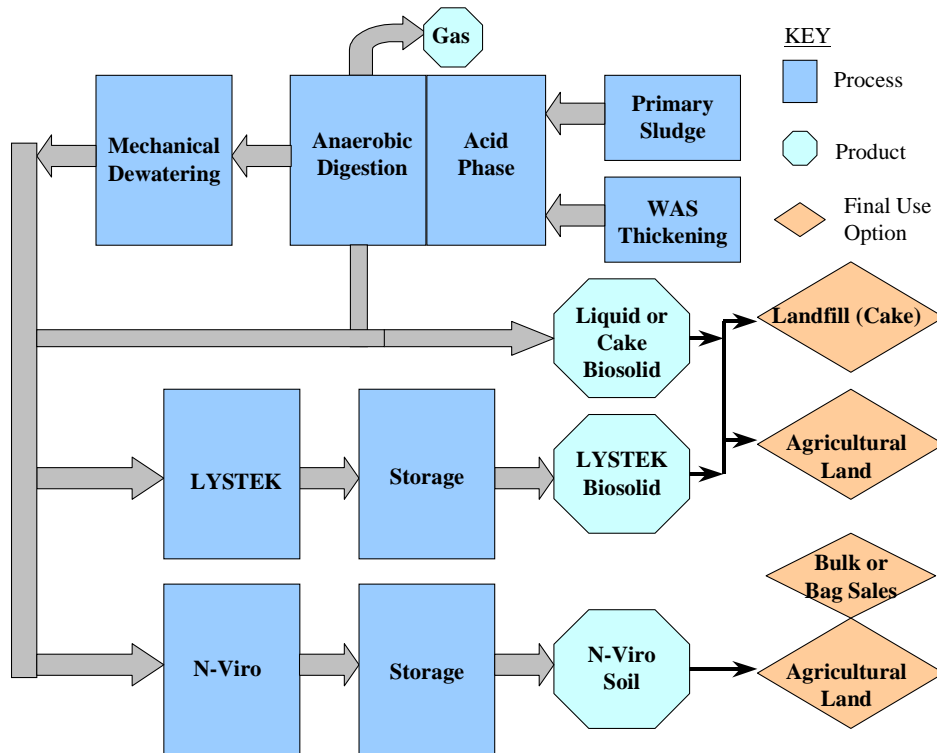 Gas
KEY
Process
Product
Final Use
Option
Mechanical
Dewatering
Anaerobic
Digestion
Acid
Phase
Primary
Sludge
WAS
Thickening
Liquid or
Cake
Biosolid
Landfill (Cake)
LYSTEK
Storage
LYSTEK
Biosolid
Agricultural
Land
Bulk or
Bag Sales
N-Viro
Storage
N-Viro
Soil
Agricultural
Land